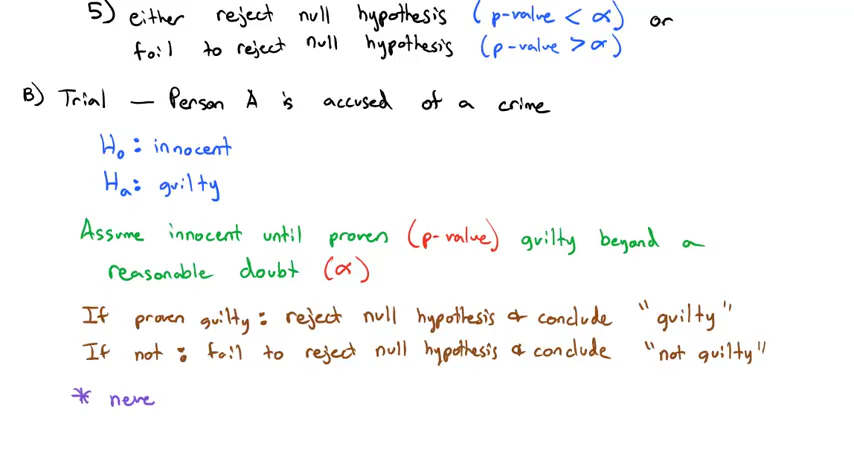 5) either reject null hypothesis (p-value < α) or
fail to reject null hypothesis (p-value > α)
B) Trial — Person A is accused of a crime
H₀: innocent
Hₐ: guilty
Assume innocent until proven (p-value) guilty beyond a
reasonable doubt (α)
If proven guilty: reject null hypothesis & conclude "guilty"
If not: fail to reject null hypothesis & conclude "not guilty"
* neve